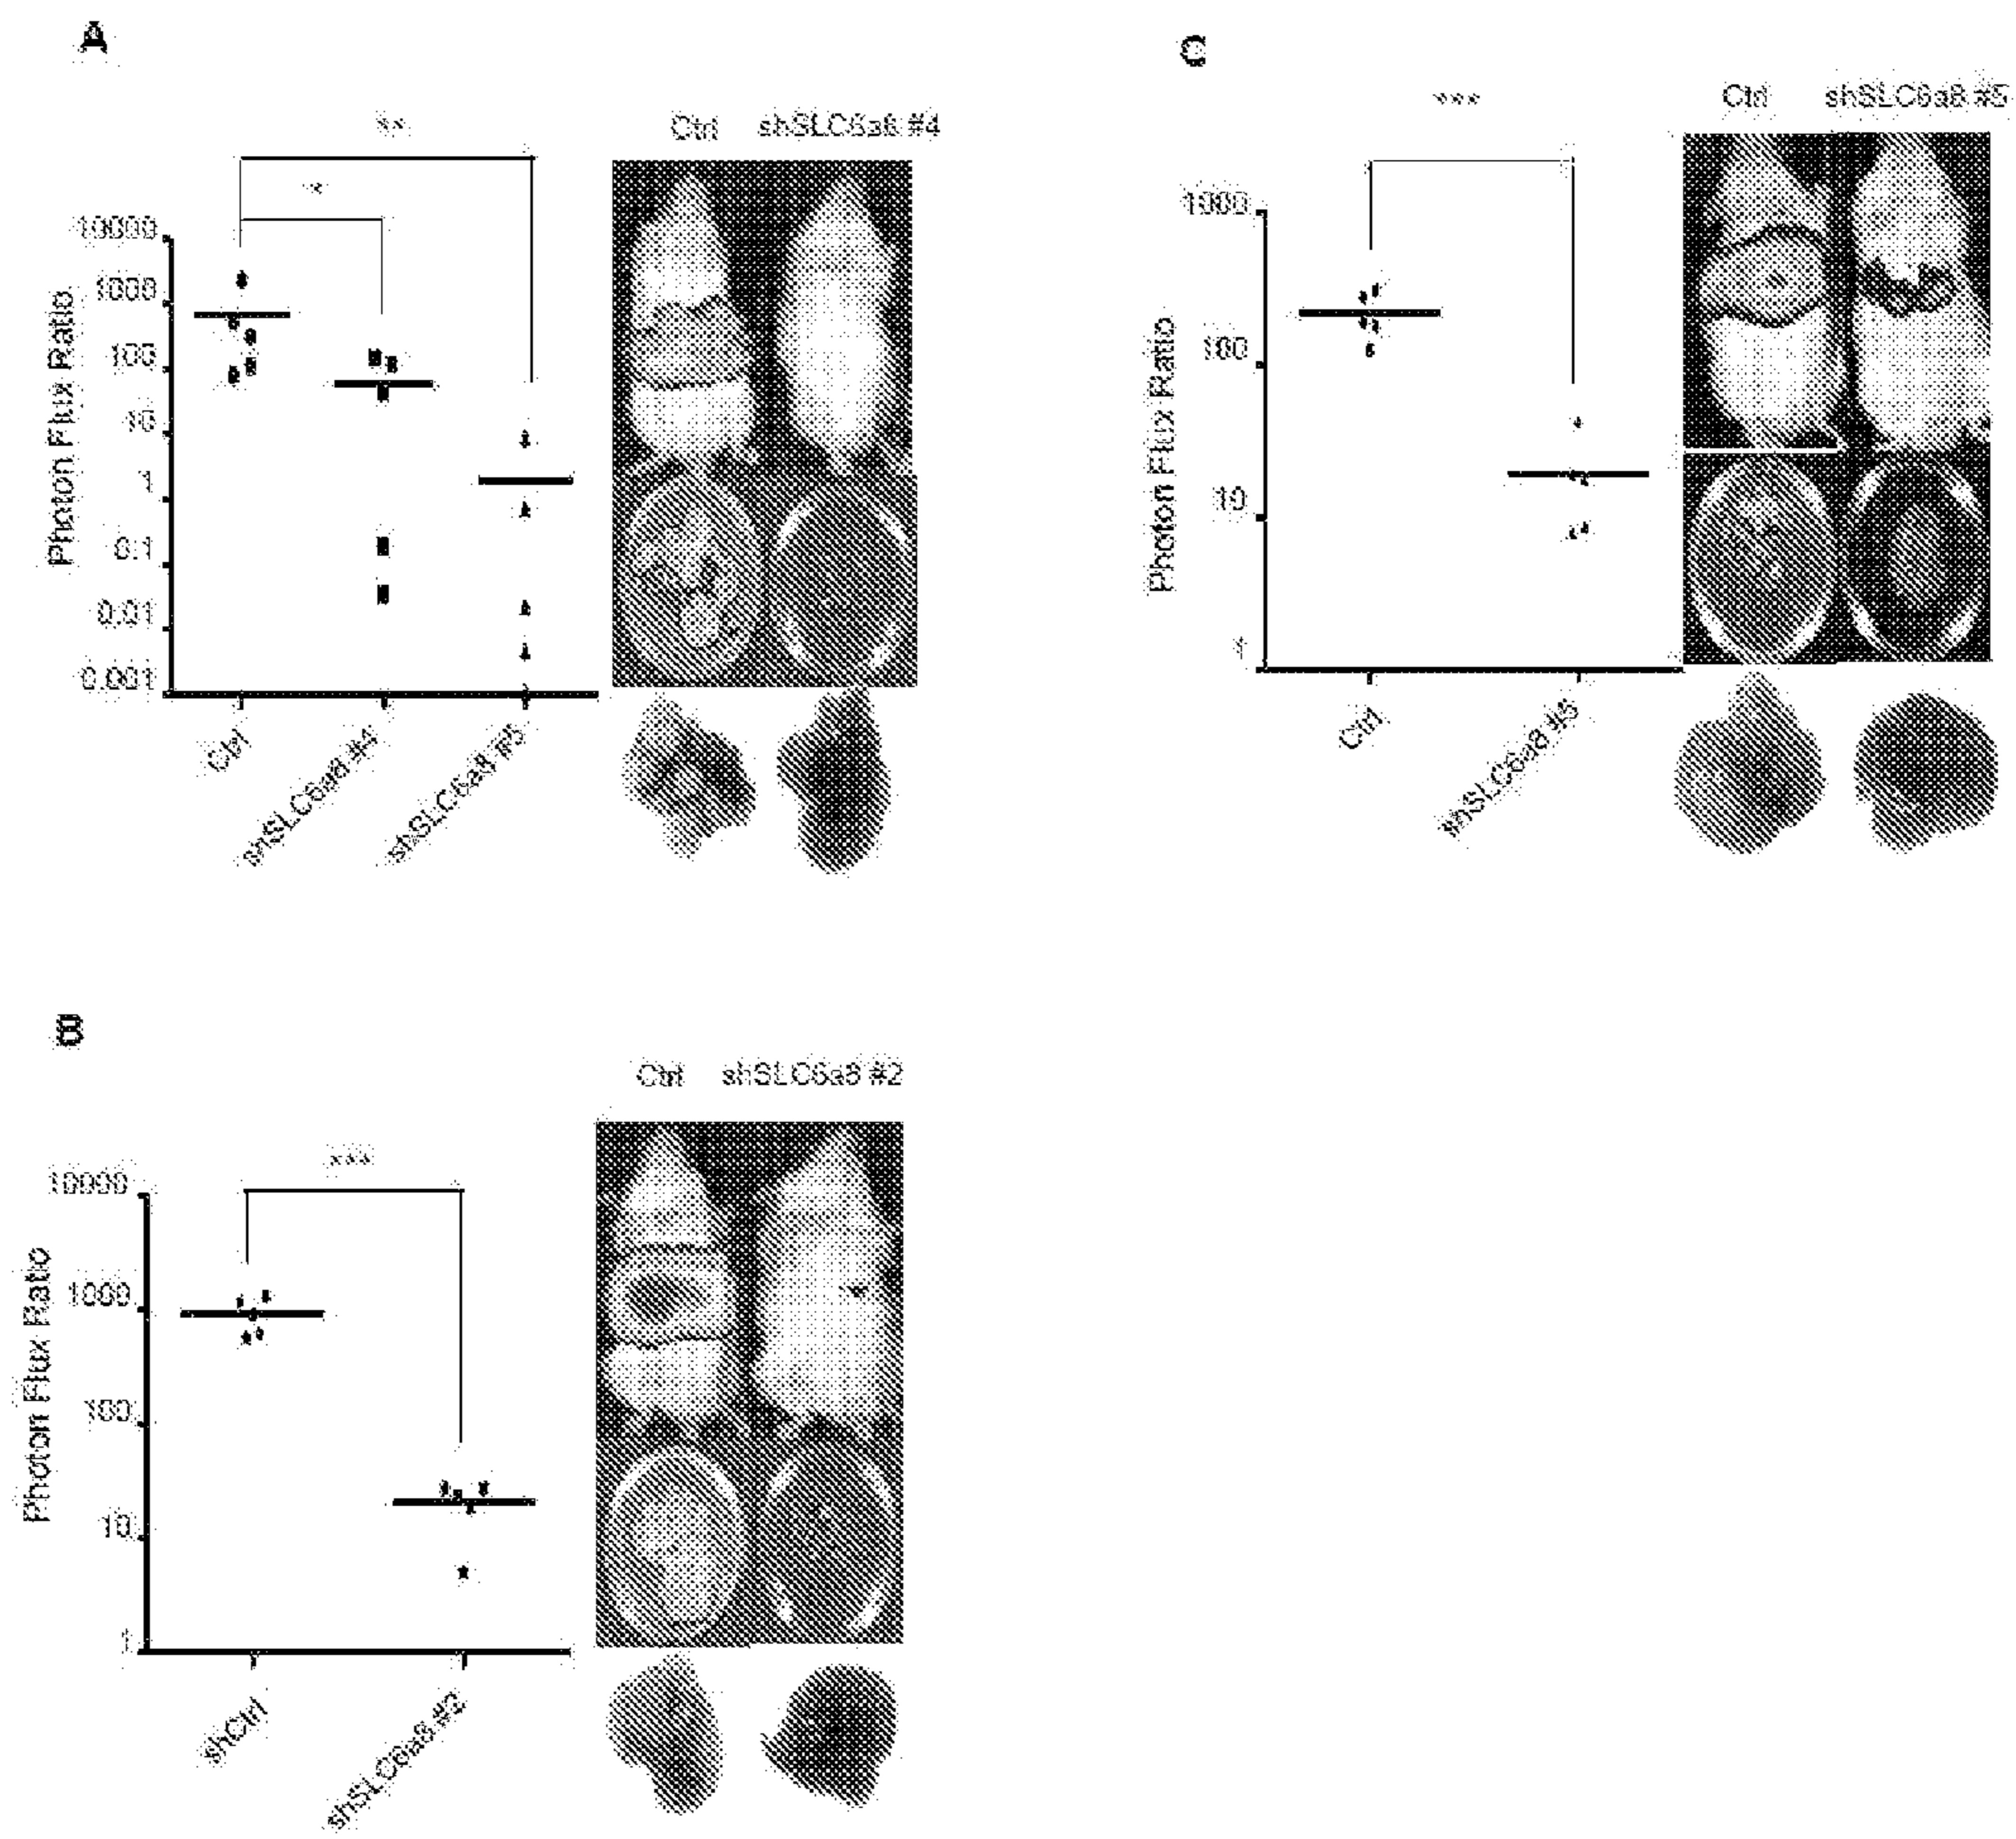 A
**
*
Ctrl shSLC6a8 #4
Photon Flux Ratio
10000
1000
100
10
1
0.1
0.01
0.001
Ctrl
shSLC6a8 #4
shSLC6a8 #5
C
***
Ctrl shSLC6a8 #5
Photon Flux Ratio
1000
100
10
1
Ctrl
shSLC6a8 #5
B
***
Ctrl shSLC6a8 #2
Photon Flux Ratio
10000
1000
100
10
1
shCtrl
shSLC6a8 #2